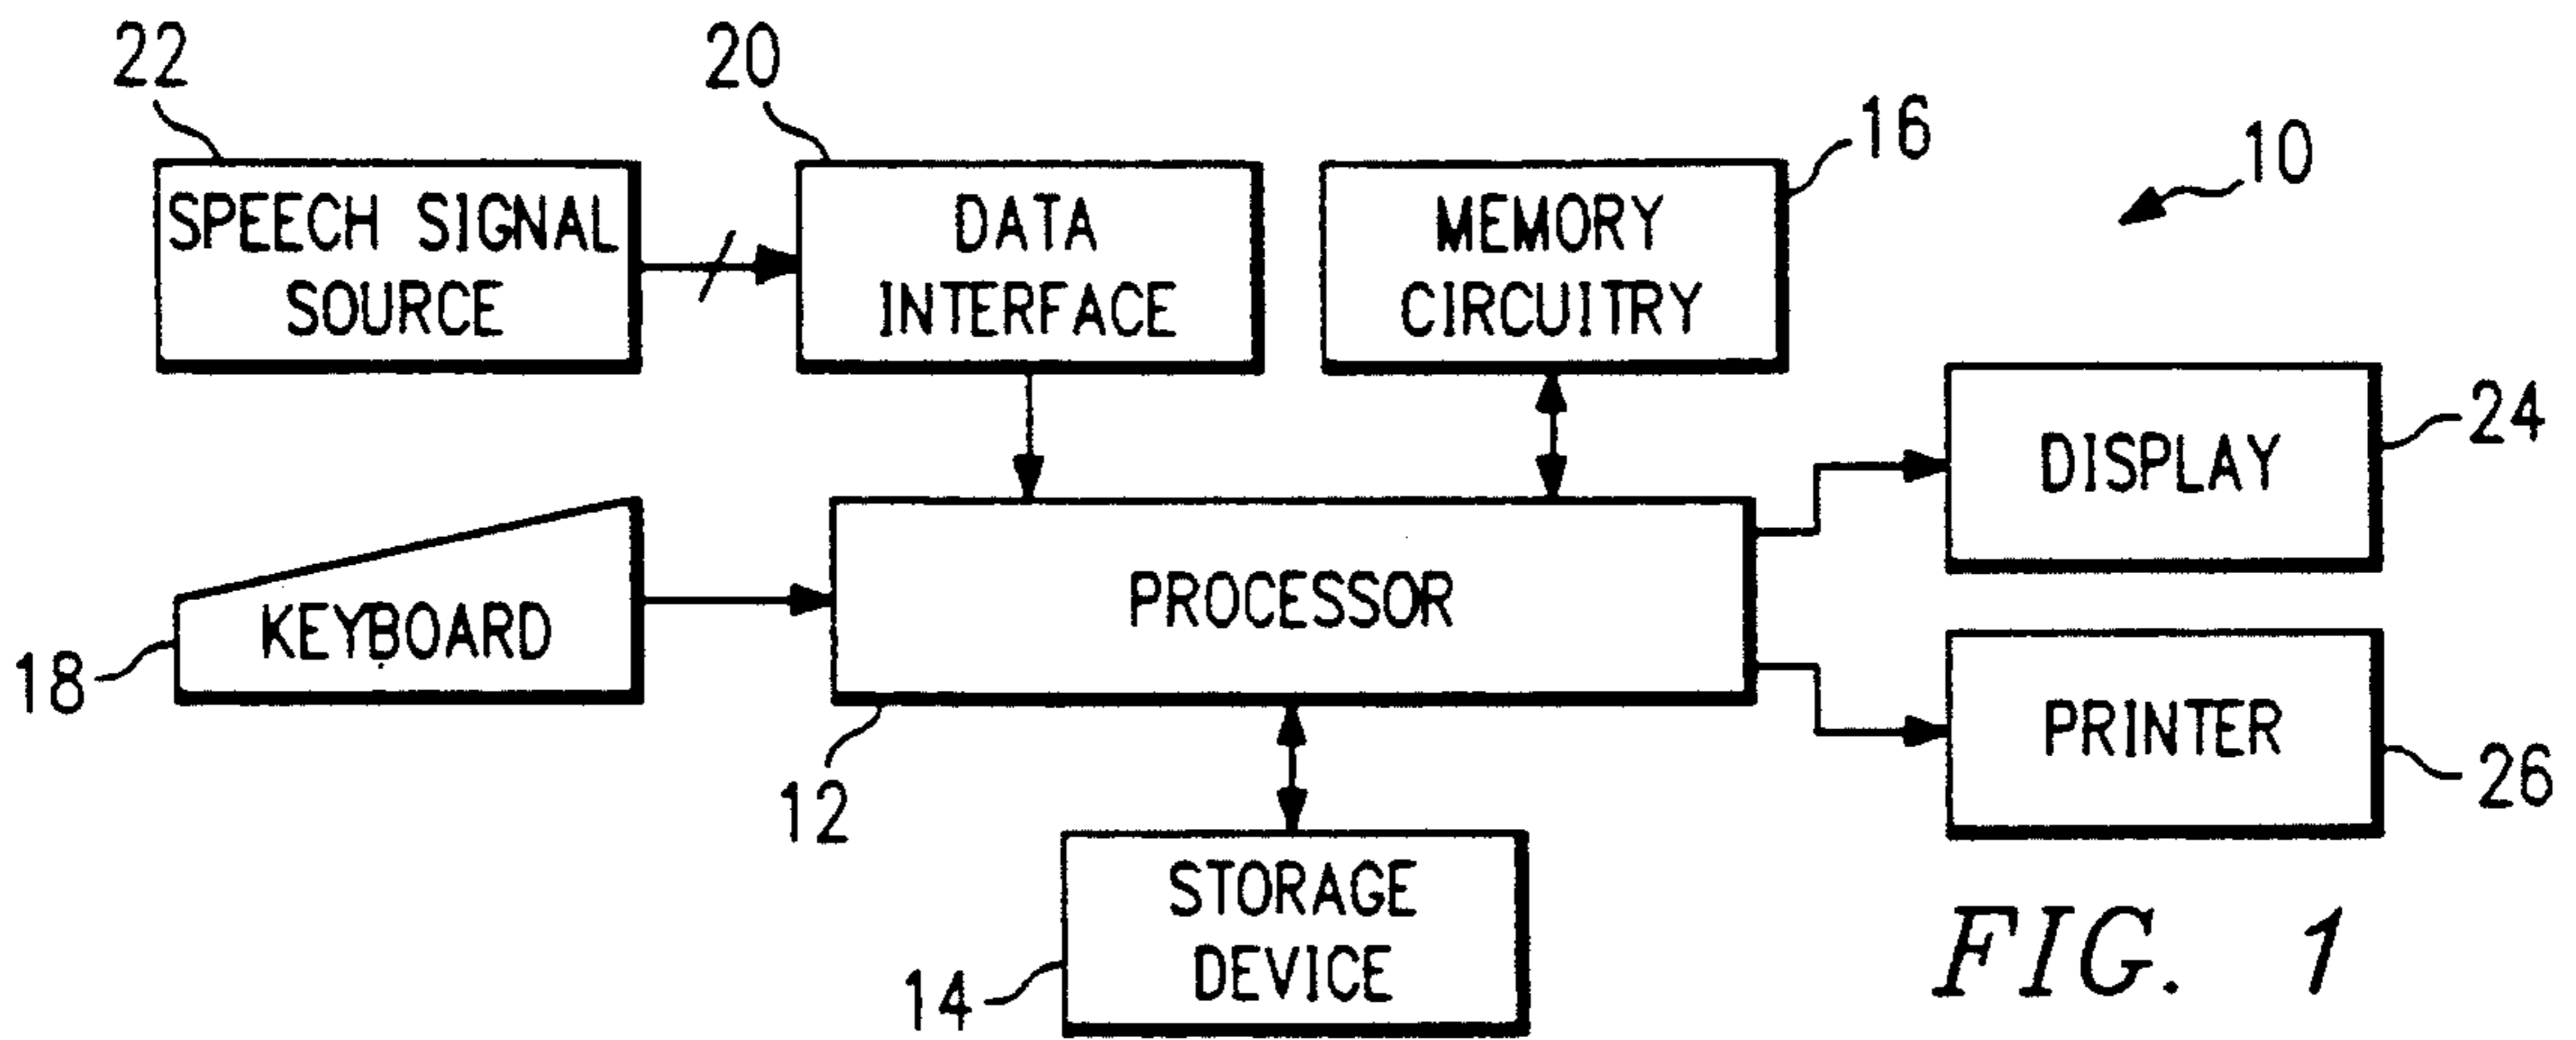 22
20
16
10
SPEECH SIGNAL
SOURCE
DATA
INTERFACE
MEMORY
CIRCUITRY
24
DISPLAY
KEYBOARD
18
PROCESSOR
12
PRINTER
26
STORAGE
DEVICE
14
FIG. 1